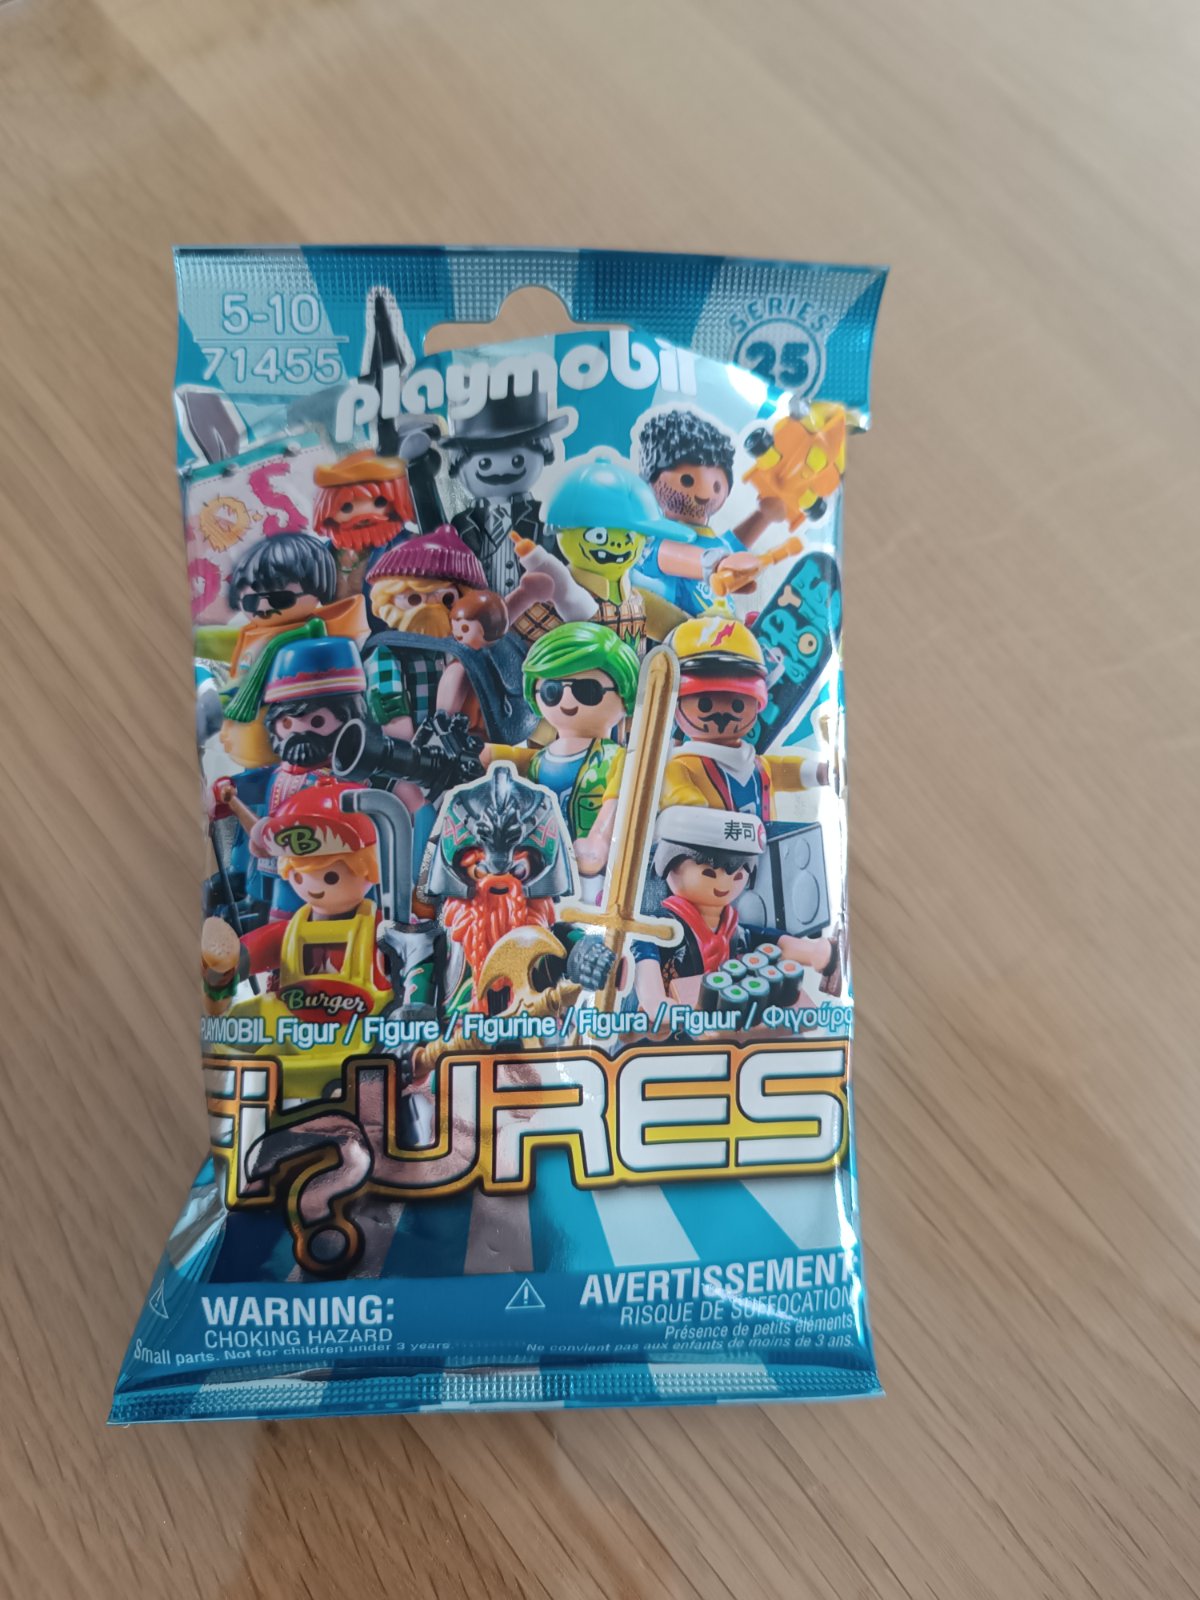 5-10
71455
SERIES
25
playmobil
寿司
B
Burger
PLAYMOBIL Figur / Figure / Figurine / Figura / Figuur / Φιγούρα
FiURES
?
WARNING:
CHOKING HAZARD
Small parts. Not for children under 3 years.
AVERTISSEMENT
RISQUE DE SUFFOCATION
Présence de petits éléments.
Ne convient pas aux enfants de moins de 3 ans.